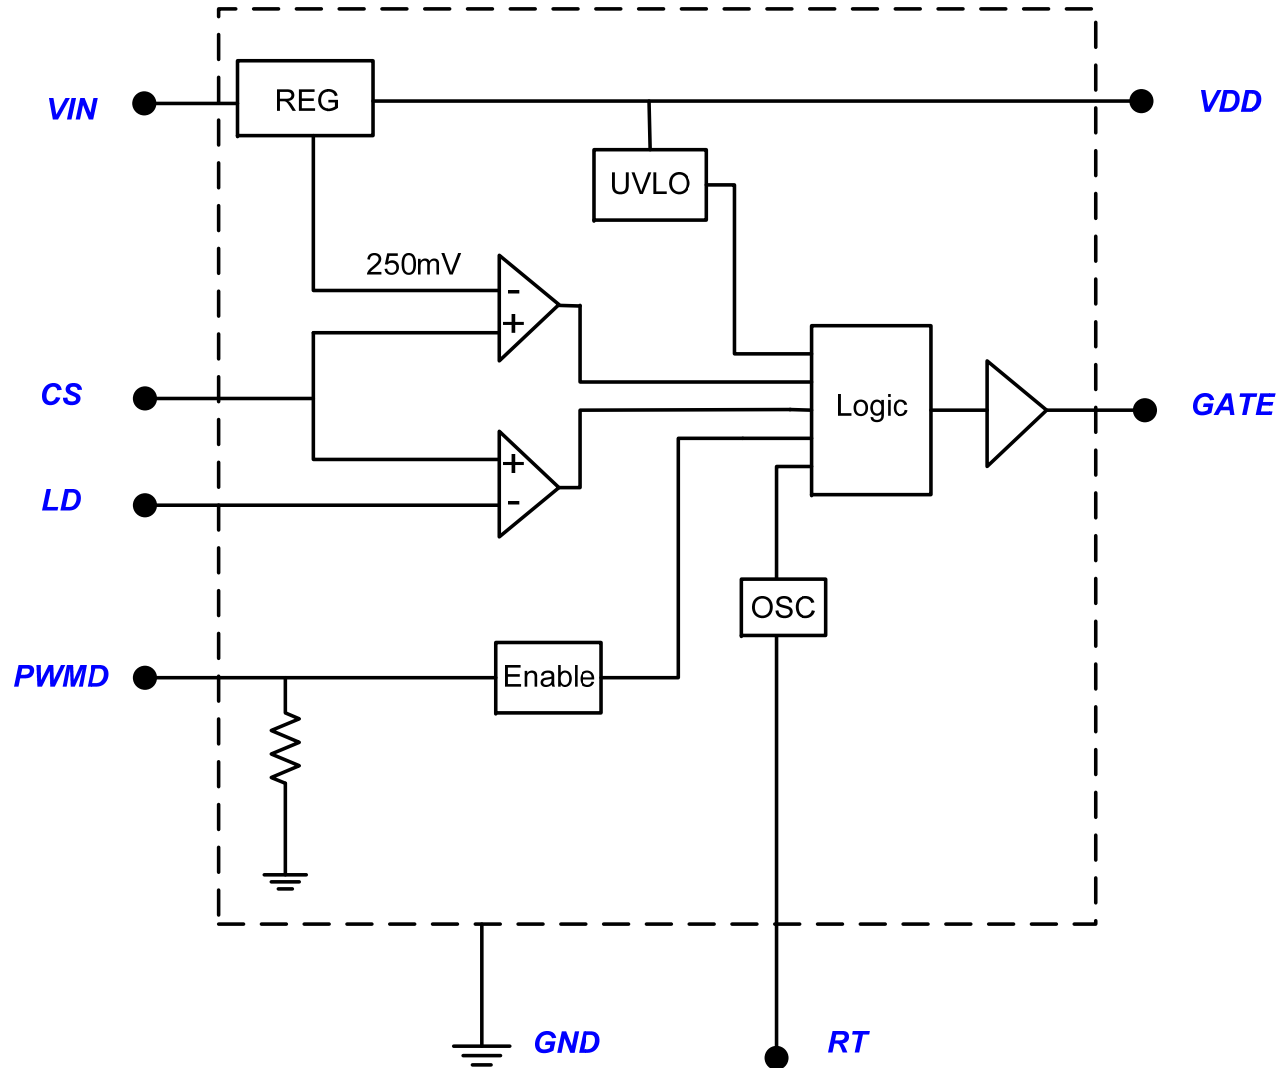 VIN
REG
VDD
UVLO
250mV
-
+
CS
Logic
GATE
+
-
LD
OSC
PWMD
Enable
GND
RT